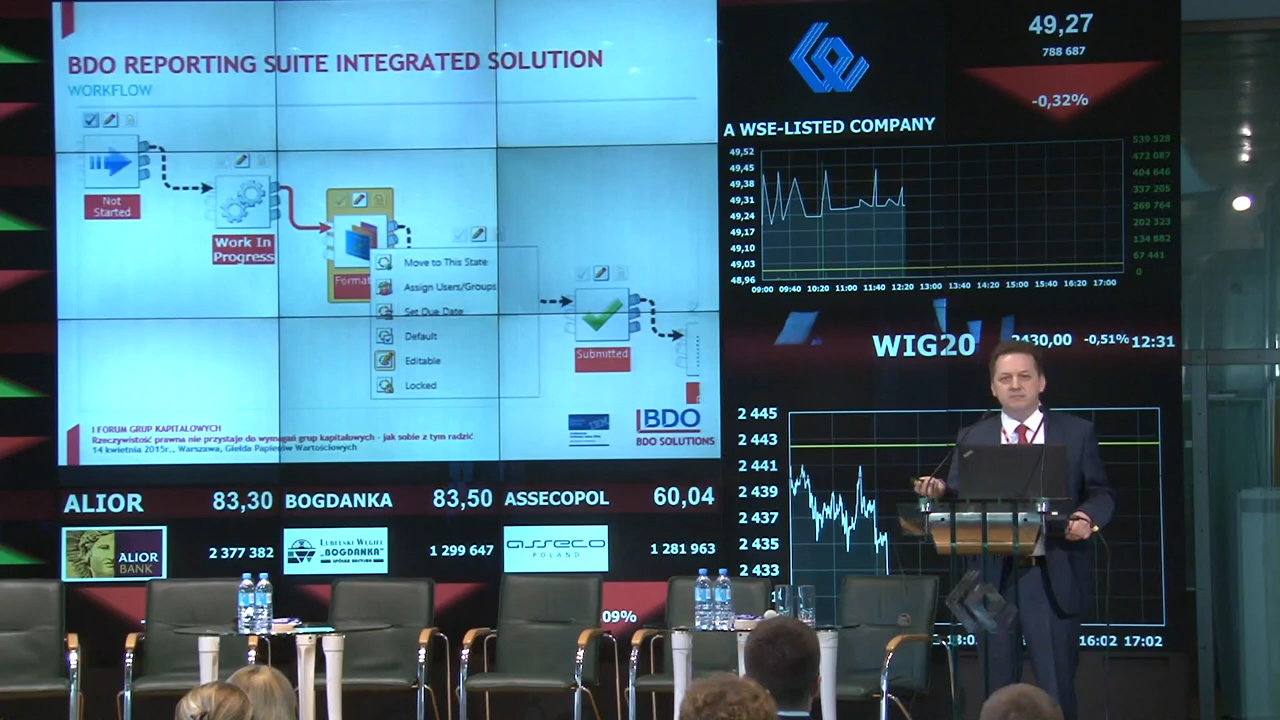 BDO REPORTING SUITE INTEGRATED SOLUTION
WORKFLOW
Not
Started
Work In
Progress
Format
Move to This State
Assign Users/Groups
Set Due Date
Default
Editable
Locked
Submitted
I FORUM GRUP KAPITAŁOWYCH
Rzeczywistość prawna nie przystaje do wymagań grup kapitałowych - jak sobie z tym radzić
14 kwietnia 2015r., Warszawa, Giełda Papierów Wartościowych
BDO
BDO SOLUTIONS
49,27
788 687
-0,32%
A WSE-LISTED COMPANY
49,52
49,45
49,38
49,31
49,24
49,17
49,10
49,03
48,96
539 528
472 087
404 646
337 205
269 764
202 323
134 882
67 441
0
09:00 09:40 10:20 11:00 11:40 12:20 13:00 13:40 14:20 15:00 15:40 16:20 17:00
WIG20
2430,00 -0,51% 12:31
2 445
2 443
2 441
2 439
2 437
2 435
2 433
16:02 17:02
ALIOR 83,30
ALIOR
BANK
2 377 382
BOGDANKA 83,50
LUBELSKI WĘGIEL
„BOGDANKA”
SPÓŁKA AKCYJNA
1 299 647
ASSECOPOL 60,04
asseco
POLAND
1 281 963
09%